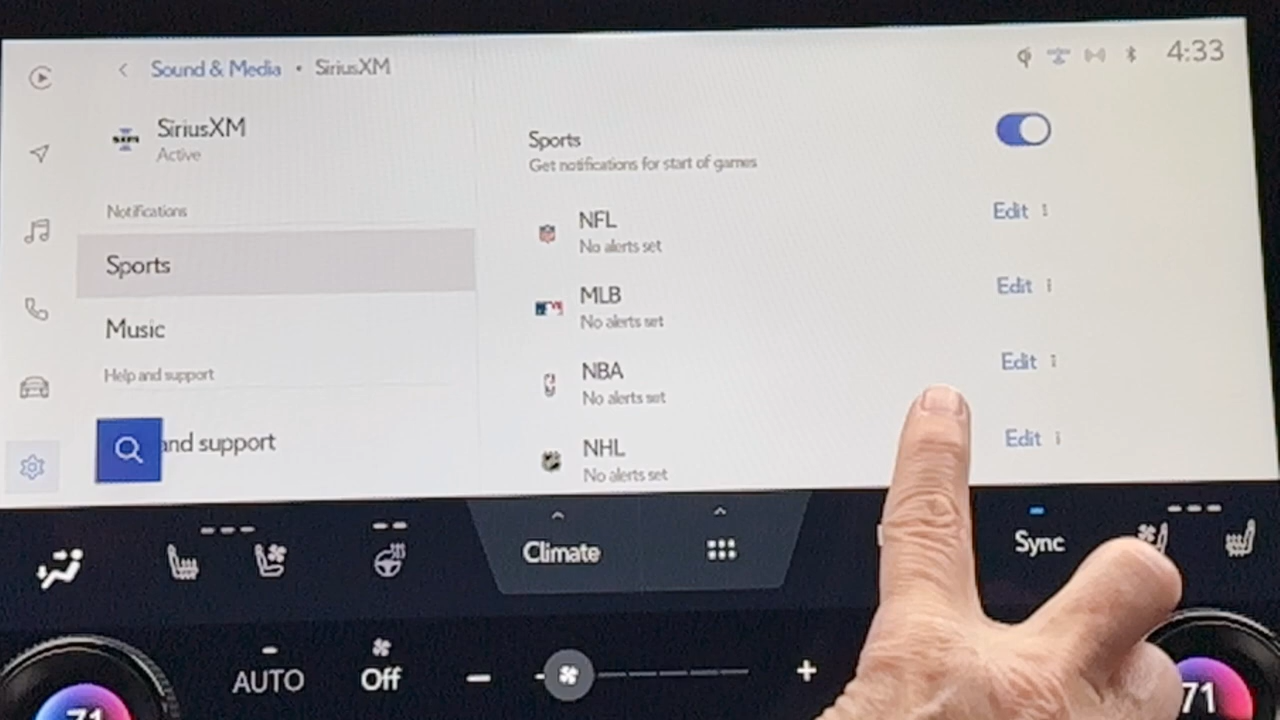 Sound & Media • SiriusXM
4:33
SiriusXM
Active
Notifications
Sports
Music
Help and support
and support
Sports
Get notifications for start of games
NFL
No alerts set
Edit
MLB
No alerts set
Edit
NBA
No alerts set
Edit
NHL
No alerts set
Edit
Climate
Sync
AUTO
Off
71
71